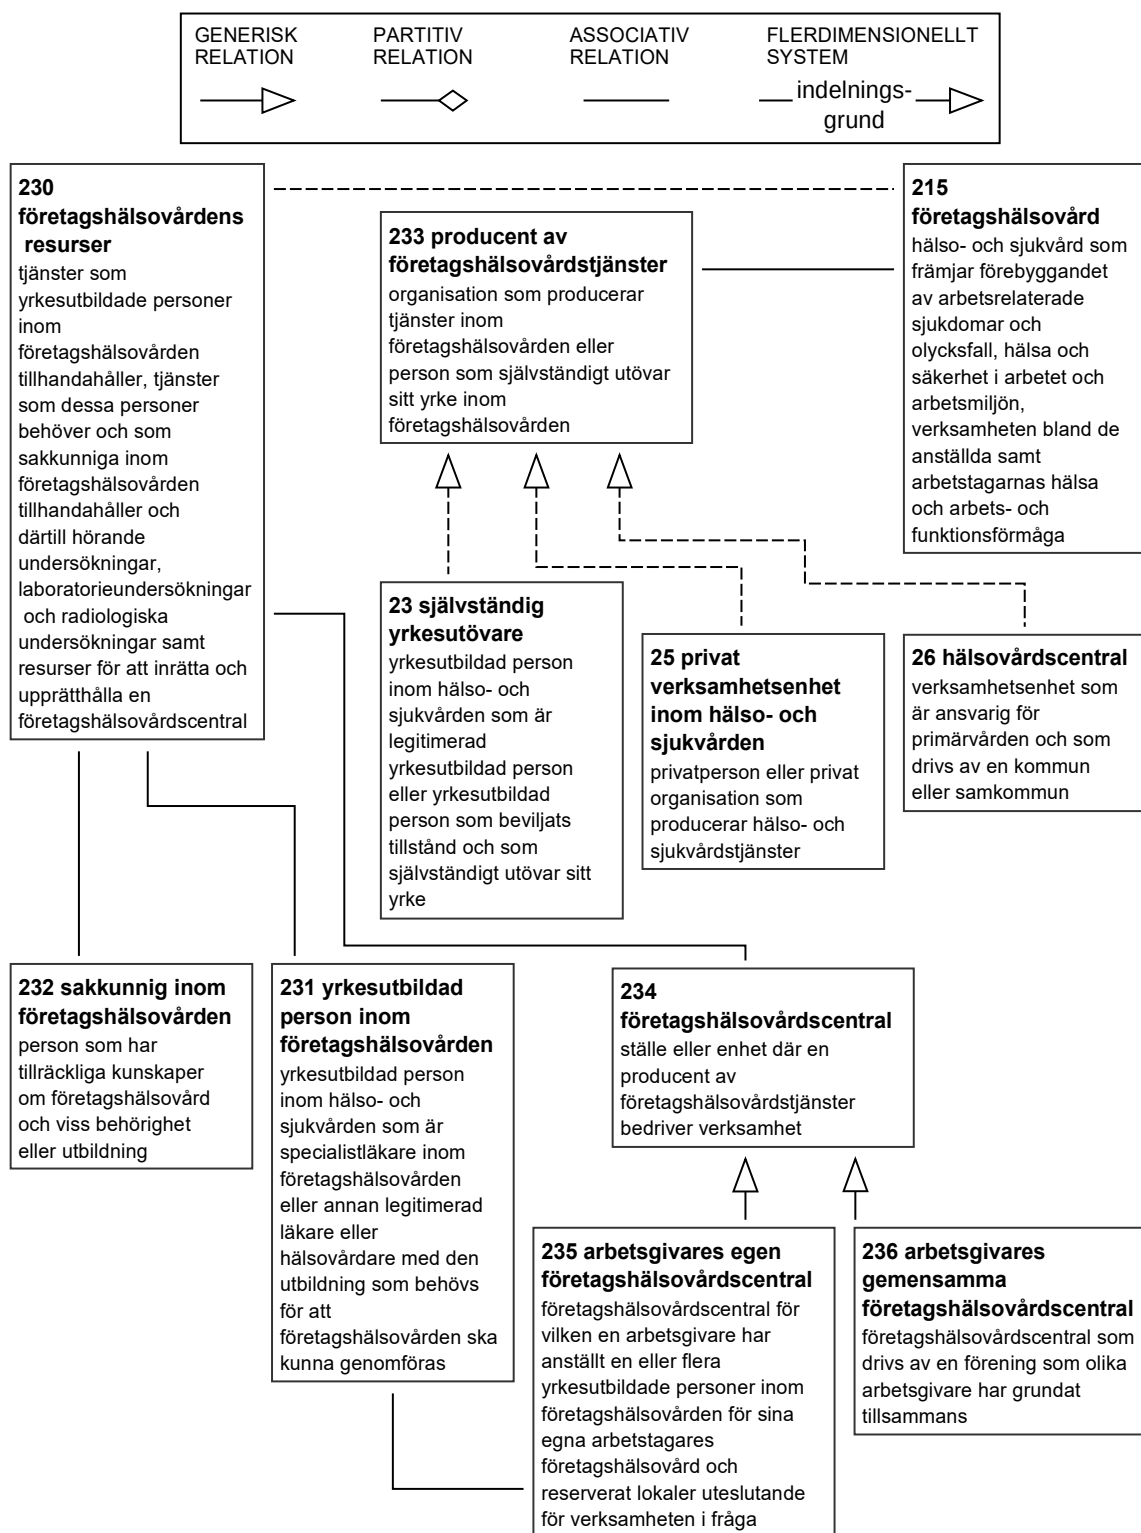 GENERISK
RELATION
PARTITIV
RELATION
ASSOCIATIV
RELATION
FLERDIMENSIONELLT
SYSTEM
indelnings-
grund
230
företagshälsovårdens
resurser
tjänster som
yrkesutbildade personer
inom
företagshälsovården
tillhandahåller, tjänster
som dessa personer
behöver och som
sakkunniga inom
företagshälsovården
tillhandahåller och
därtill hörande
undersökningar,
laboratorieundersökningar
och radiologiska
undersökningar samt
resurser för att inrätta och
upprätthålla en
företagshälsovårdscentral
233 producent av
företagshälsovårdstjänster
organisation som producerar
tjänster inom
företagshälsovården eller
person som självständigt utövar
sitt yrke inom
företagshälsovården
215
företagshälsovård
hälso- och sjukvård som
främjar förebyggandet
av arbetsrelaterade
sjukdomar och
olycksfall, hälsa och
säkerhet i arbetet och
arbetsmiljön,
verksamheten bland de
anställda samt
arbetstagarnas hälsa
och arbets- och
funktionsförmåga
23 självständig
yrkesutövare
yrkesutbildad person
inom hälso- och
sjukvården som är
legitimerad
yrkesutbildad person
eller yrkesutbildad
person som beviljats
tillstånd och som
självständigt utövar sitt
yrke
25 privat
verksamhetsenhet
inom hälso- och
sjukvården
privatperson eller privat
organisation som
producerar hälso- och
sjukvårdstjänster
26 hälsovårdscentral
verksamhetsenhet som
är ansvarig för
primärvården och som
drivs av en kommun
eller samkommun
232 sakkunnig inom
företagshälsovården
person som har
tillräckliga kunskaper
om företagshälsovård
och viss behörighet
eller utbildning
231 yrkesutbildad
person inom
företagshälsovården
yrkesutbildad person
inom hälso- och
sjukvården som är
specialistläkare inom
företagshälsovården
eller annan legitimerad
läkare eller
hälsovårdare med den
utbildning som behövs
för att
företagshälsovården ska
kunna genomföras
234
företagshälsovårdscentral
ställe eller enhet där en
producent av
företagshälsovårdstjänster
bedriver verksamhet
235 arbetsgivares egen
företagshälsovårdscentral
företagshälsovårdscentral för
vilken en arbetsgivare har
anställt en eller flera
yrkesutbildade personer inom
företagshälsovården för sina
egna arbetstagares
företagshälsovård och
reserverat lokaler uteslutande
för verksamheten i fråga
236 arbetsgivares
gemensamma
företagshälsovårdscentral
företagshälsovårdscentral som
drivs av en förening som olika
arbetsgivare har grundat
tillsammans